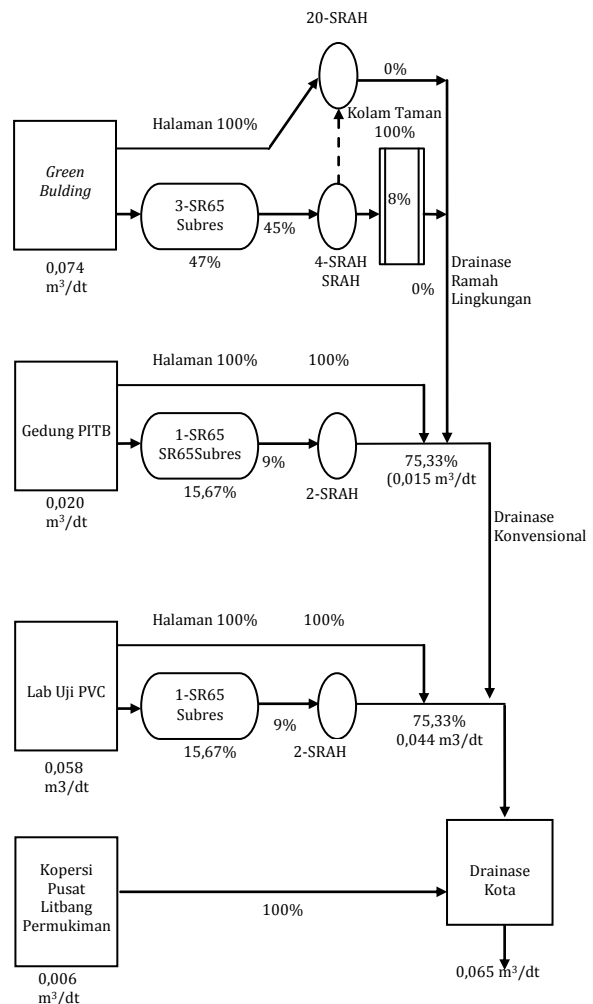 20-SRAH
0%
Kolam Taman
100%
Halaman 100%
Green
Bulding
3-SR65
Subres
45%
8%
47%
4-SRAH
SRAH
0%
0,074
m³/dt
Drainase
Ramah
Lingkungan
Halaman 100%
100%
Gedung PITB
1-SR65
SR65Subres
9%
15,67%
2-SRAH
75,33%
(0,015 m³/dt
0,020
m³/dt
Drainase
Konvensional
Halaman 100%
100%
Lab Uji PVC
1-SR65
Subres
9%
15,67%
2-SRAH
75,33%
0,044 m3/dt
0,058
m3/dt
Kopersi
Pusat
Litbang
Permukiman
100%
Drainase
Kota
0,006
m³/dt
0,065 m³/dt